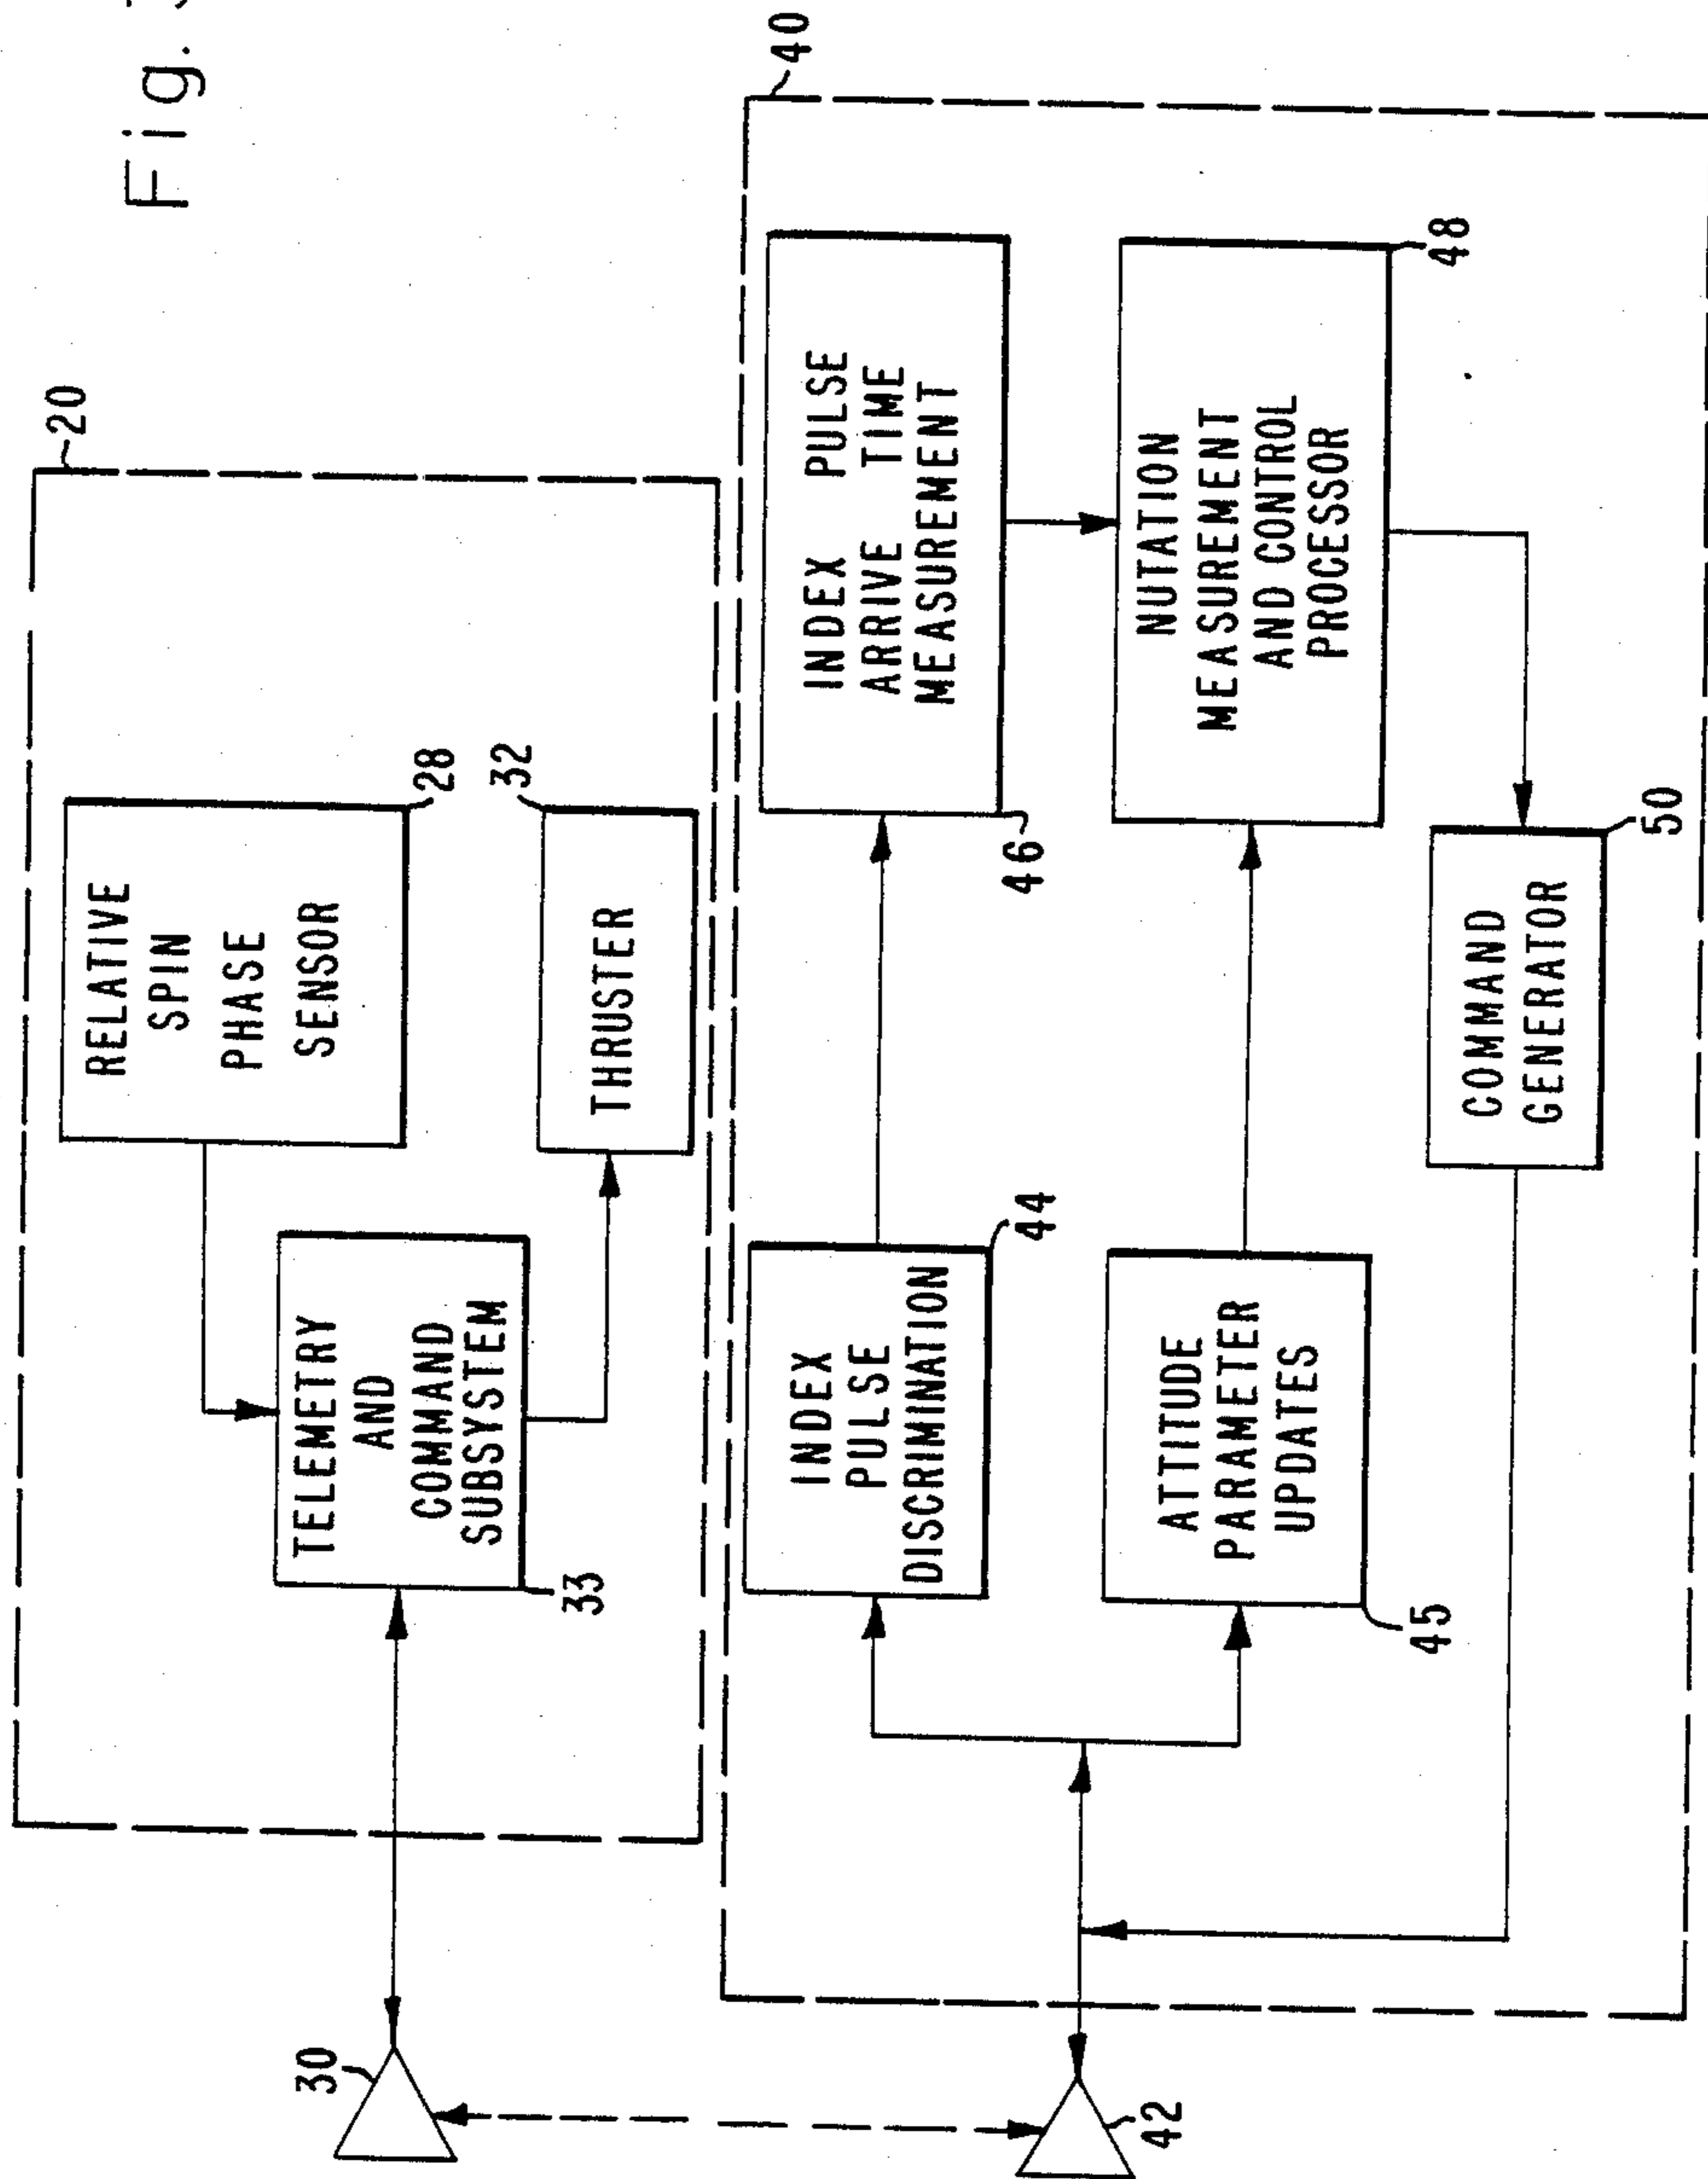 Fig.
20
RELATIVE
SPIN
PHASE
SENSOR
28
32
THRUSTER
TELEMETRY
AND
COMMAND
SUBSYSTEM
33
30
40
INDEX PULSE
ARRIVE TIME
MEASUREMENT
46
NUTATION
MEASUREMENT
AND CONTROL
PROCESSOR
48
INDEX
PULSE
DISCRIMINATION
44
ATTITUDE
PARAMETER
UPDATES
45
COMMAND
GENERATOR
50
42